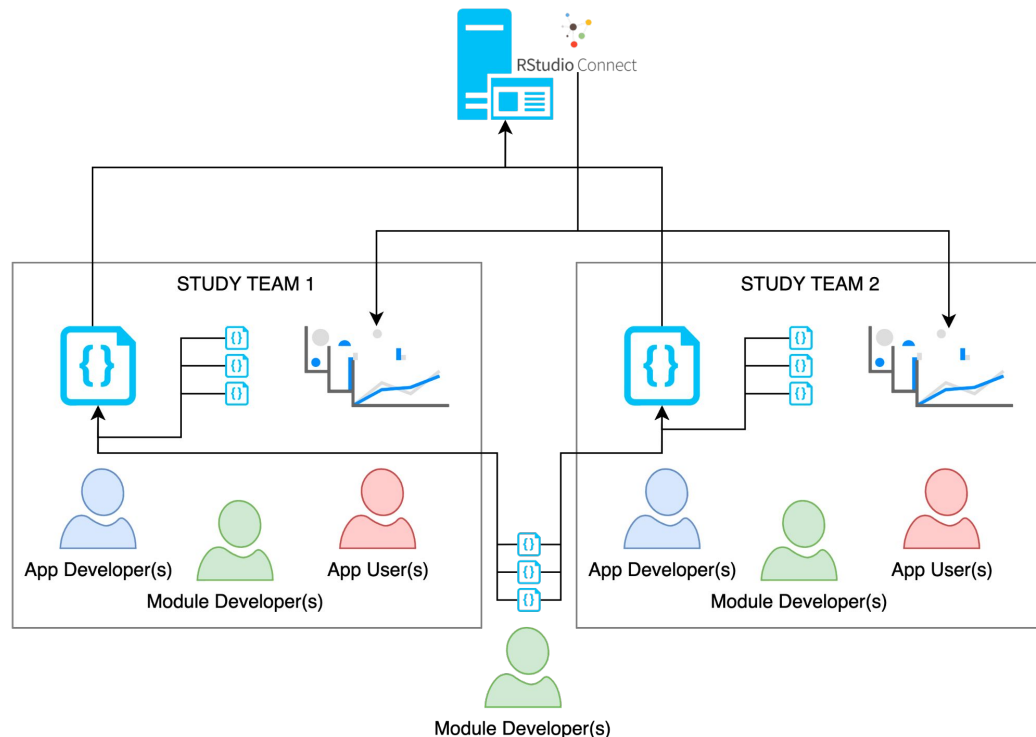 RStudio Connect
STUDY TEAM 1
STUDY TEAM 2
{}
{}
{}
{}
{}
{}
{}
{}
App Developer(s)
App User(s)
Module Developer(s)
App Developer(s)
App User(s)
Module Developer(s)
{}
{}
{}
Module Developer(s)